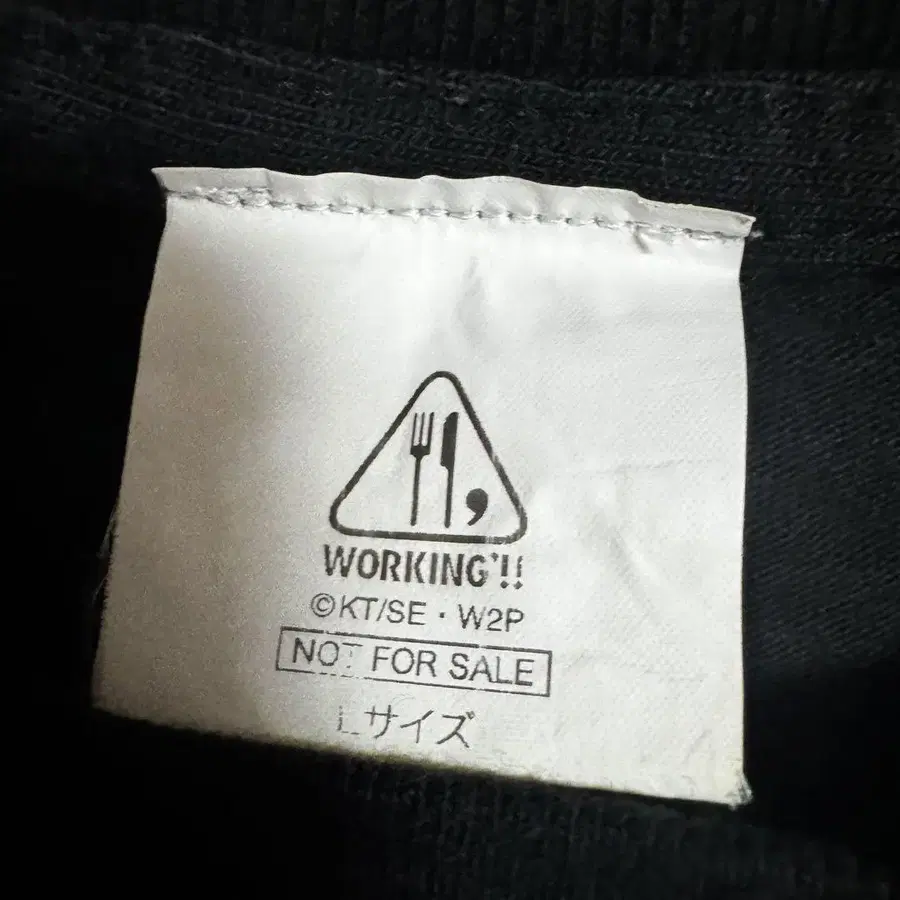 WORKING'!!
©KT/SE・W2P
NOT FOR SALE
Lサイズ